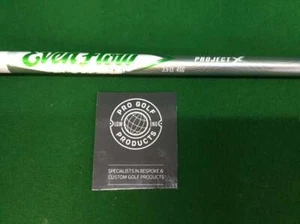 EvenFlow
PROJECT X
PRO GOLF
PRODUCTS
SPECIALISTS IN BESPOKE &
CUSTOM GOLF PRODUCTS